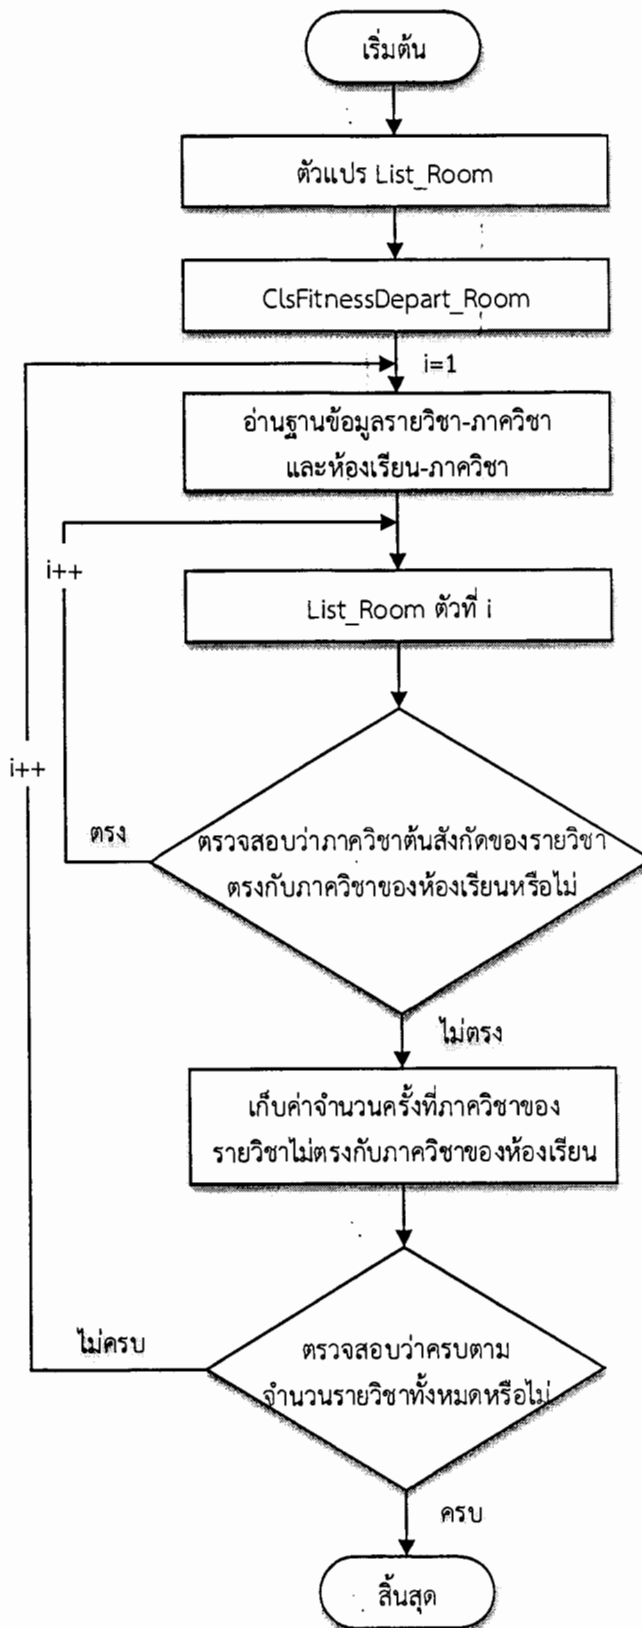 เริ่มต้น
ตัวแปร List_Room
ClsFitnessDepart_Room
i=1
อ่านฐานข้อมูลรายวิชา-ภาควิชา
และห้องเรียน-ภาควิชา
i++
List_Room ตัวที่ i
i++
ตรง
ตรวจสอบว่าภาควิชาต้นสังกัดของรายวิชา
ตรงกับภาควิชาของห้องเรียนหรือไม่
ไม่ตรง
เก็บค่าจำนวนครั้งที่ภาควิชาของ
รายวิชาไม่ตรงกับภาควิชาของห้องเรียน
ไม่ครบ
ตรวจสอบว่าครบตาม
จำนวนรายวิชาทั้งหมดหรือไม่
ครบ
สิ้นสุด